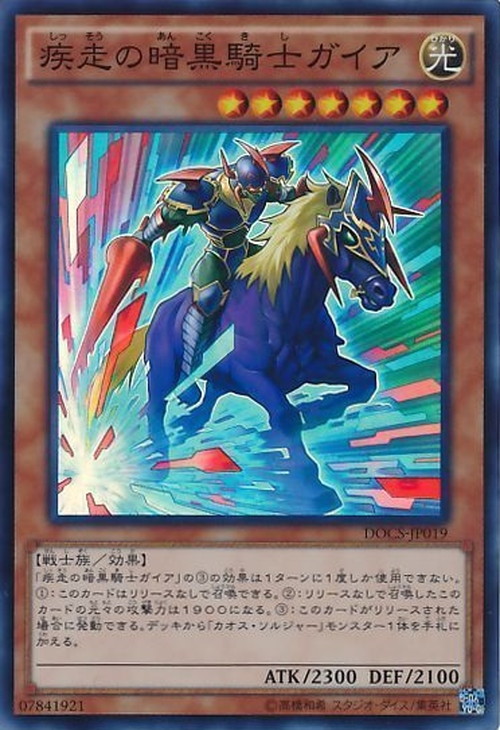 疾走の暗黒騎士ガイア
光
DOCS-JP019
【戦士族/効果】
「疾走の暗黒騎士ガイア」の③の効果は1ターンに1度しか使用できない。
①:このカードはリリースなしで召喚できる。②:リリースなしで召喚したこの
カードの元々の攻撃力は1900になる。③:このカードがリリースされた
場合に発動できる。デッキから「カオス・ソルジャー」モンスター1体を手札に
加える。
ATK/2300 DEF/2100
07841921
©高橋和希 スタジオ・ダイス/集英社